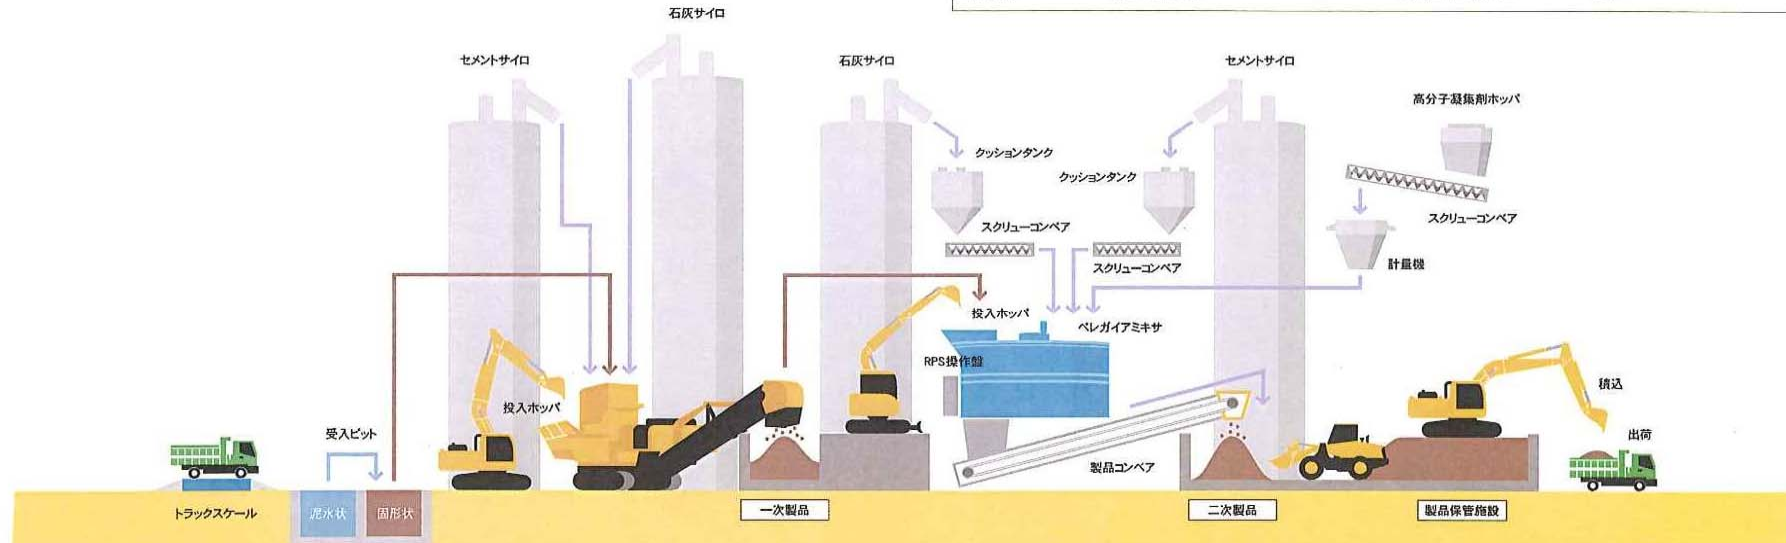 石灰サイロ
セメントサイロ
石灰サイロ
セメントサイロ
高分子凝集剤ホッパ
クッションタンク
クッションタンク
スクリューコンベア
スクリューコンベア
スクリューコンベア
計量機
投入ホッパ
ペレガイアミキサ
RPS操作盤
積込
投入ホッパ
受入ピット
出荷
製品コンベア
トラックスケール
泥水状
固形状
一次製品
二次製品
製品保管施設